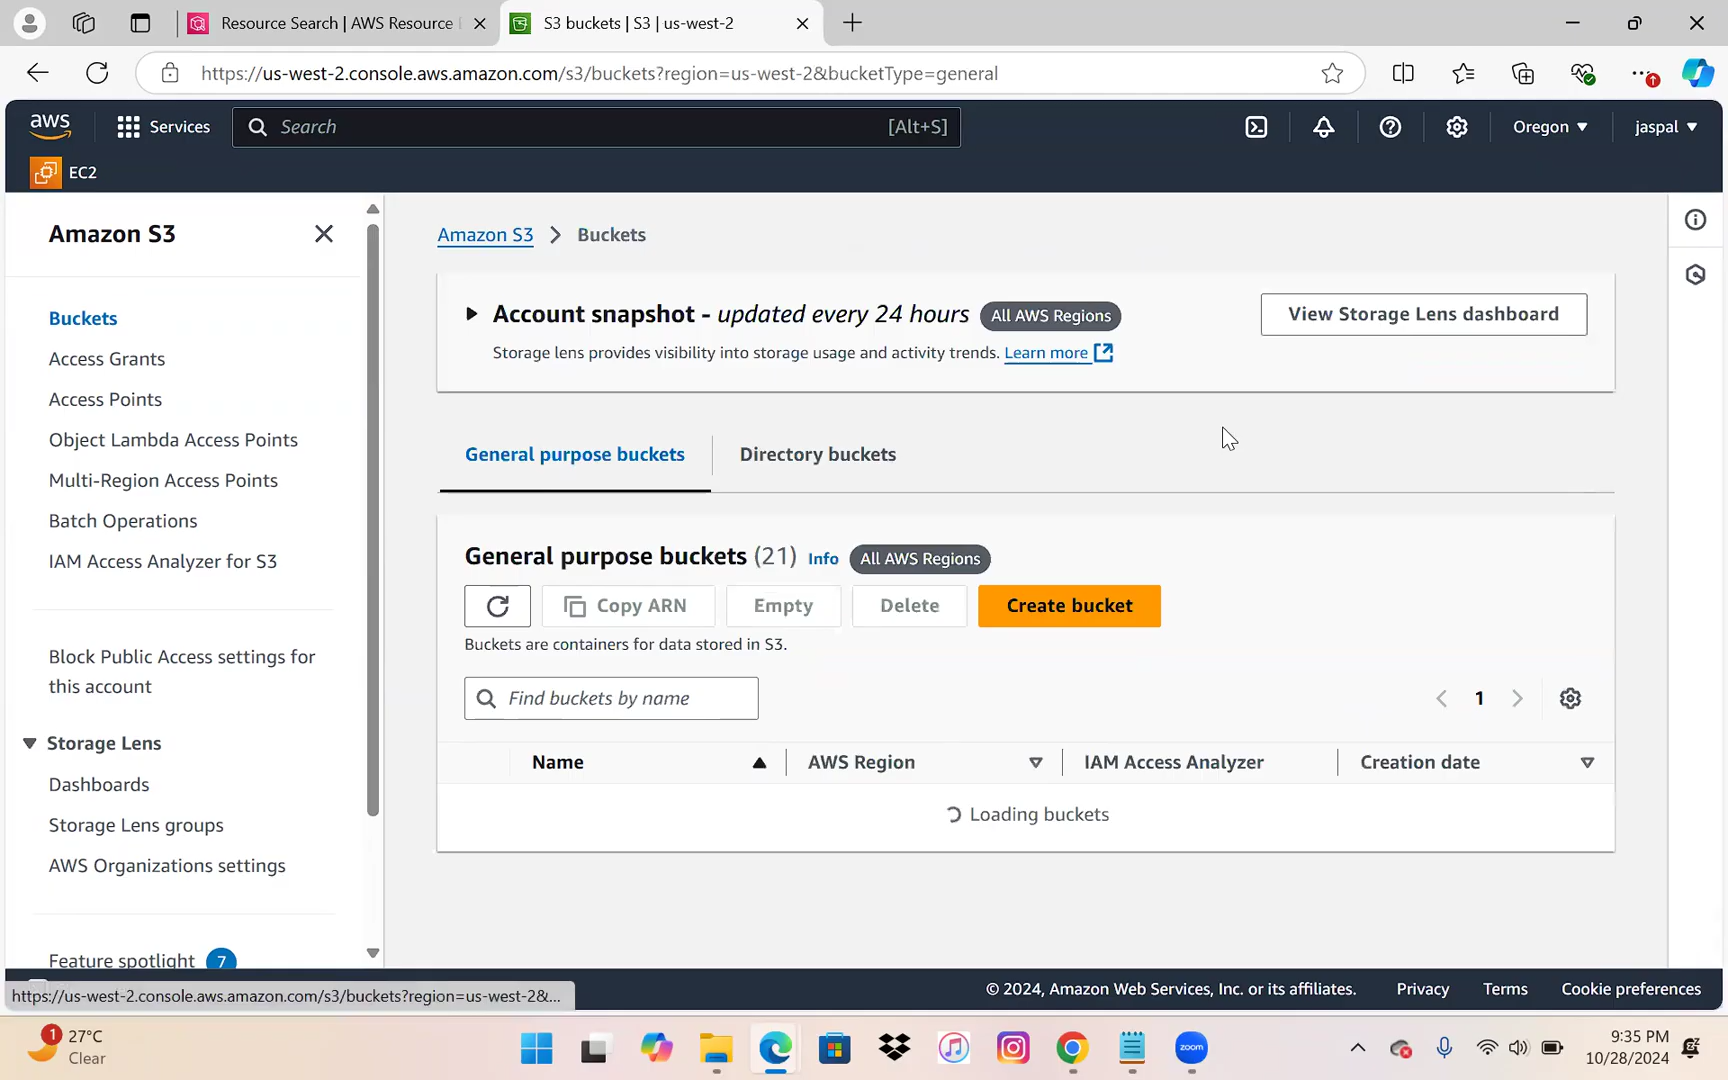 Resource Search | AWS Resource
S3 buckets | S3 | us-west-2
https://us-west-2.console.aws.amazon.com/s3/buckets?region=us-west-2&bucketType=general
aws
Services
Search
[Alt+S]
Oregon
jaspal
EC2
Amazon S3
Buckets
Access Grants
Access Points
Object Lambda Access Points
Multi-Region Access Points
Batch Operations
IAM Access Analyzer for S3
Block Public Access settings for
this account
Storage Lens
Dashboards
Storage Lens groups
AWS Organizations settings
Feature spotlight 7
Amazon S3 > Buckets
Account snapshot - updated every 24 hours All AWS Regions
View Storage Lens dashboard
Storage lens provides visibility into storage usage and activity trends. Learn more
General purpose buckets
Directory buckets
General purpose buckets (21) Info All AWS Regions
Copy ARN
Empty
Delete
Create bucket
Buckets are containers for data stored in S3.
Find buckets by name
1
Name
AWS Region
IAM Access Analyzer
Creation date
Loading buckets
https://us-west-2.console.aws.amazon.com/s3/buckets?region=us-west-2&...
© 2024, Amazon Web Services, Inc. or its affiliates.
Privacy
Terms
Cookie preferences
1
27°C
Clear
zoom
9:35 PM
10/28/2024